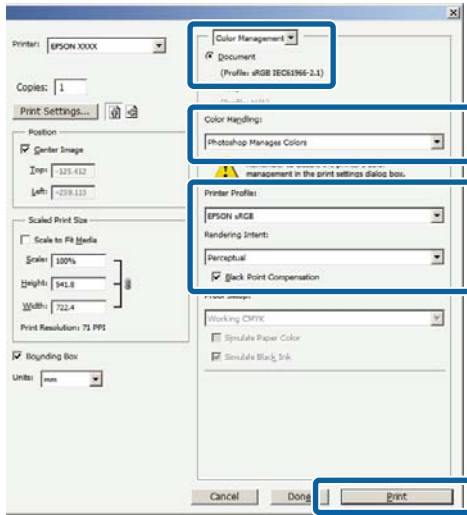 Printer: EPSON XXXX
Copies: 1
Print Settings...
Position
Center Image
Top: -125.412
Left: -259.113
Scaled Print Size
Scale to Fit Media
Scale: 100%
Height: 541.8
Width: 722.4
Print Resolution: 71 PPI
Bounding Box
Units: mm
Color Management
Document
(Profile: sRGB IEC61966-2.1)
Color Handling:
Photoshop Manages Colors
management in the print settings dialog box.
Printer Profile:
EPSON sRGB
Rendering Intent:
Perceptual
Black Point Compensation
Proof Setup:
Working CMYK
Simulate Paper Color
Simulate Black Ink
Cancel
Done
Print